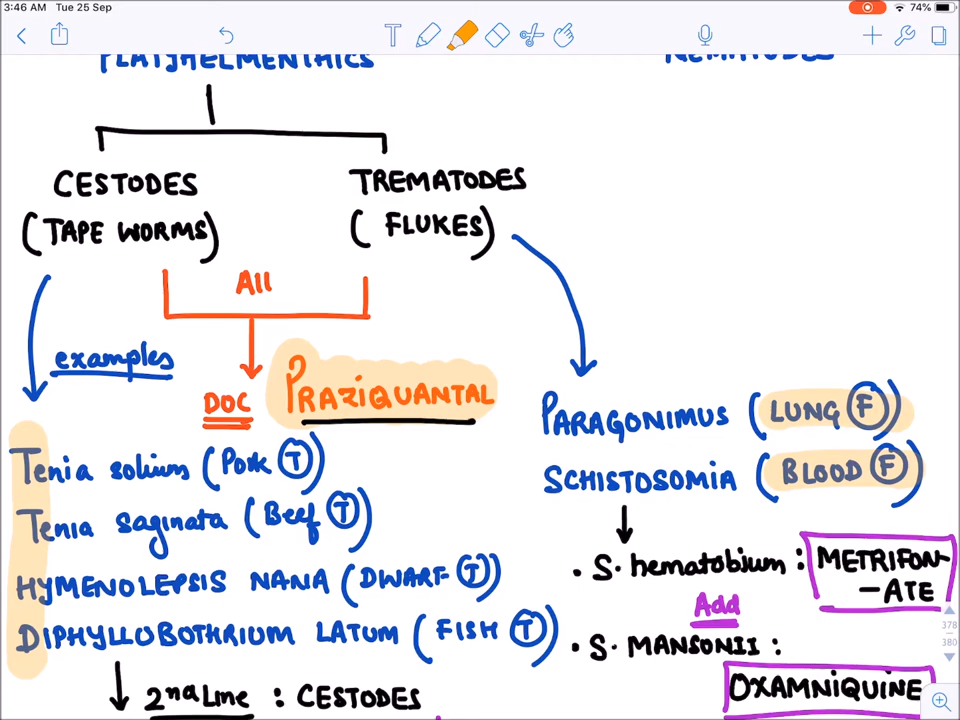 3:46 AM Tue 25 Sep
74%
T
PLATYHELMENTHICS
NEMATODES
CESTODES
(TAPE WORMS)
TREMATODES
(FLUKES)
All
examples
DOC
PRAZIQUANTAL
Tenia solium (Pork T)
Tenia saginata (Beef T)
HYMENOLEPSIS NANA (DWARF T)
DIPHYLLOBOTHRIUM LATUM (FISH T)
2nd Line : CESTODES
PARAGONIMUS (LUNG F)
SCHISTOSOMIA (BLOOD F)
• S. hematobium : METRIFON-
-ATE
Add
• S. MANSONII :
OXAMNIQUINE
378
380